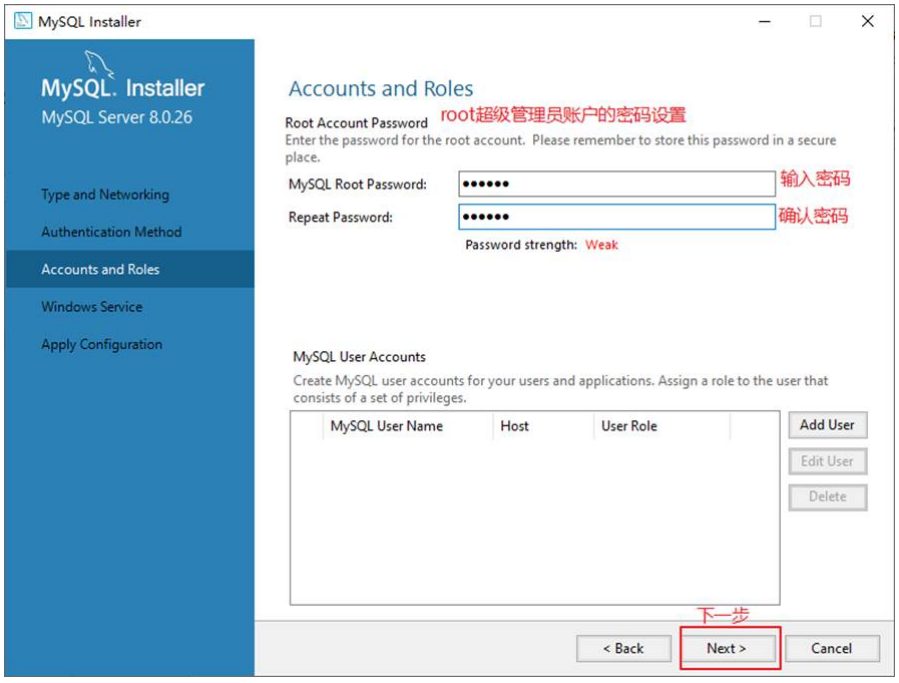 MySQL Installer
MySQL. Installer
MySQL Server 8.0.26
Type and Networking
Authentication Method
Accounts and Roles
Windows Service
Apply Configuration
Accounts and Roles
Root Account Password root超级管理员账户的密码设置
Enter the password for the root account. Please remember to store this password in a secure
place.
MySQL Root Password: ●●●●●● 输入密码
Repeat Password: ●●●●●● 确认密码
Password strength: Weak
MySQL User Accounts
Create MySQL user accounts for your users and applications. Assign a role to the user that
consists of a set of privileges.
MySQL User Name Host User Role
Add User
Edit User
Delete
下一步
< Back Next > Cancel